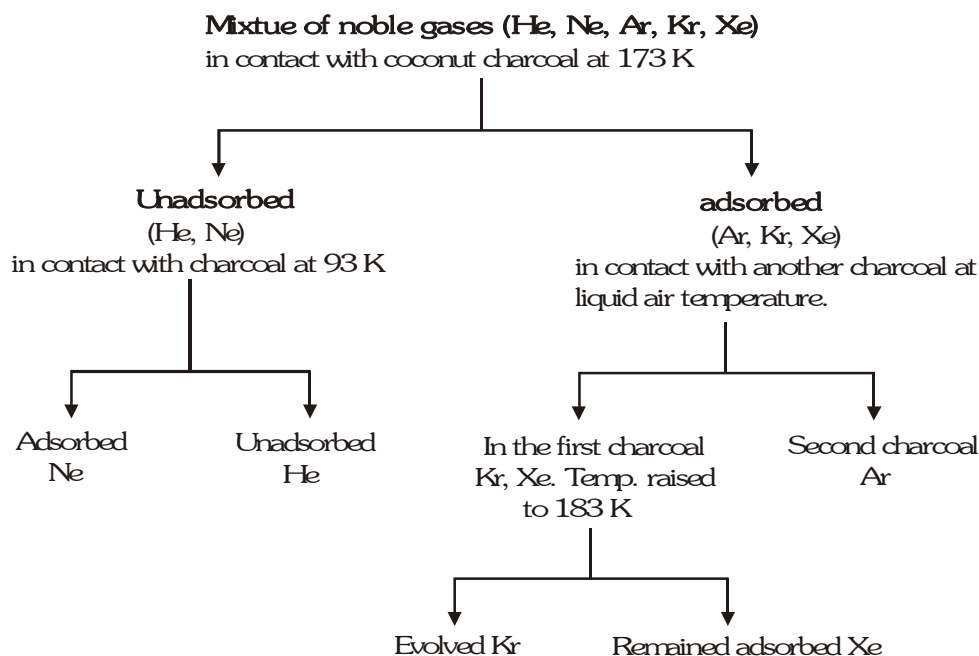 Mixtue of noble gases (He, Ne, Ar, Kr, Xe)
in contact with coconut charcoal at 173 K
Unadsorbed
(He, Ne)
in contact with charcoal at 93 K
adsorbed
(Ar, Kr, Xe)
in contact with another charcoal at
liquid air temperature.
Adsorbed
Ne
Unadsorbed
He
In the first charcoal
Kr, Xe. Temp. raised
to 183 K
Second charcoal
Ar
Evolved Kr
Remained adsorbed Xe